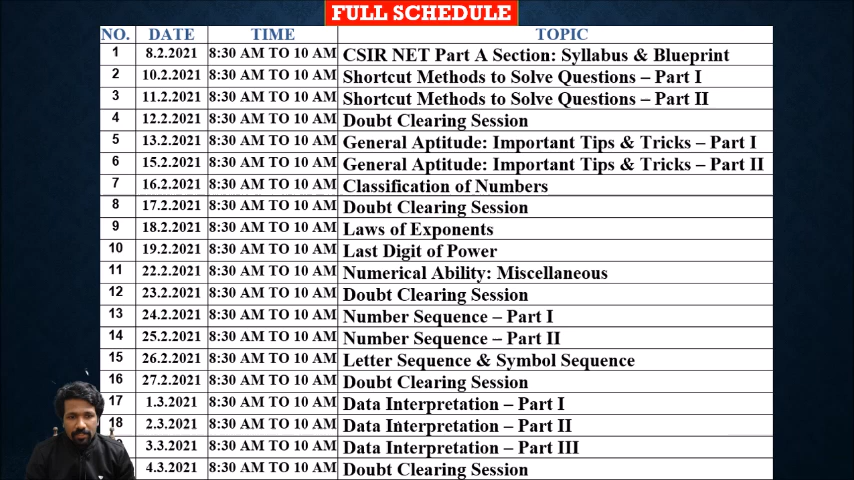 FULL SCHEDULE
NO. DATE TIME TOPIC
1 8.2.2021 8:30 AM TO 10 AM CSIR NET Part A Section: Syllabus & Blueprint
2 10.2.2021 8:30 AM TO 10 AM Shortcut Methods to Solve Questions – Part I
3 11.2.2021 8:30 AM TO 10 AM Shortcut Methods to Solve Questions – Part II
4 12.2.2021 8:30 AM TO 10 AM Doubt Clearing Session
5 13.2.2021 8:30 AM TO 10 AM General Aptitude: Important Tips & Tricks – Part I
6 15.2.2021 8:30 AM TO 10 AM General Aptitude: Important Tips & Tricks – Part II
7 16.2.2021 8:30 AM TO 10 AM Classification of Numbers
8 17.2.2021 8:30 AM TO 10 AM Doubt Clearing Session
9 18.2.2021 8:30 AM TO 10 AM Laws of Exponents
10 19.2.2021 8:30 AM TO 10 AM Last Digit of Power
11 22.2.2021 8:30 AM TO 10 AM Numerical Ability: Miscellaneous
12 23.2.2021 8:30 AM TO 10 AM Doubt Clearing Session
13 24.2.2021 8:30 AM TO 10 AM Number Sequence – Part I
14 25.2.2021 8:30 AM TO 10 AM Number Sequence – Part II
15 26.2.2021 8:30 AM TO 10 AM Letter Sequence & Symbol Sequence
16 27.2.2021 8:30 AM TO 10 AM Doubt Clearing Session
17 1.3.2021 8:30 AM TO 10 AM Data Interpretation – Part I
18 2.3.2021 8:30 AM TO 10 AM Data Interpretation – Part II
3.3.2021 8:30 AM TO 10 AM Data Interpretation – Part III
4.3.2021 8:30 AM TO 10 AM Doubt Clearing Session